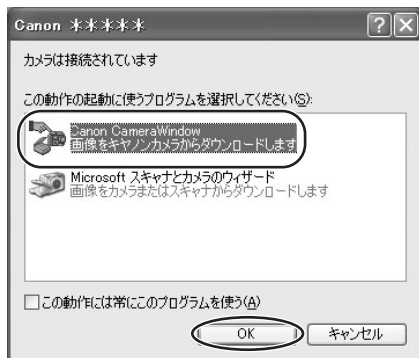 Canon *****
カメラは接続されています
この動作の起動に使うプログラムを選択してください(S):
Canon CameraWindow
画像をキヤノンカメラからダウンロードします
Microsoft スキャナとカメラのウィザード
画像をカメラまたはスキャナからダウンロードします
この動作には常にこのプログラムを使う(A)
OK キャンセル